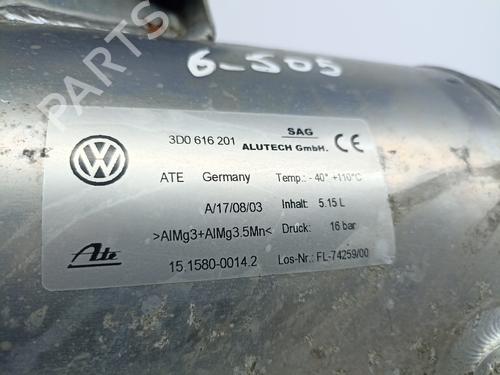 6-505
SAG
3D0 616 201 ALUTECH GmbH. CE
ATE Germany Temp.: - 40° +110°C
A/17/08/03 Inhalt: 5.15 L
>AlMg3+AlMg3.5Mn< Druck: 16 bar
Ate 15.1580-0014.2 Los-Nr.: FL-74259/00
VW
B-PARTS